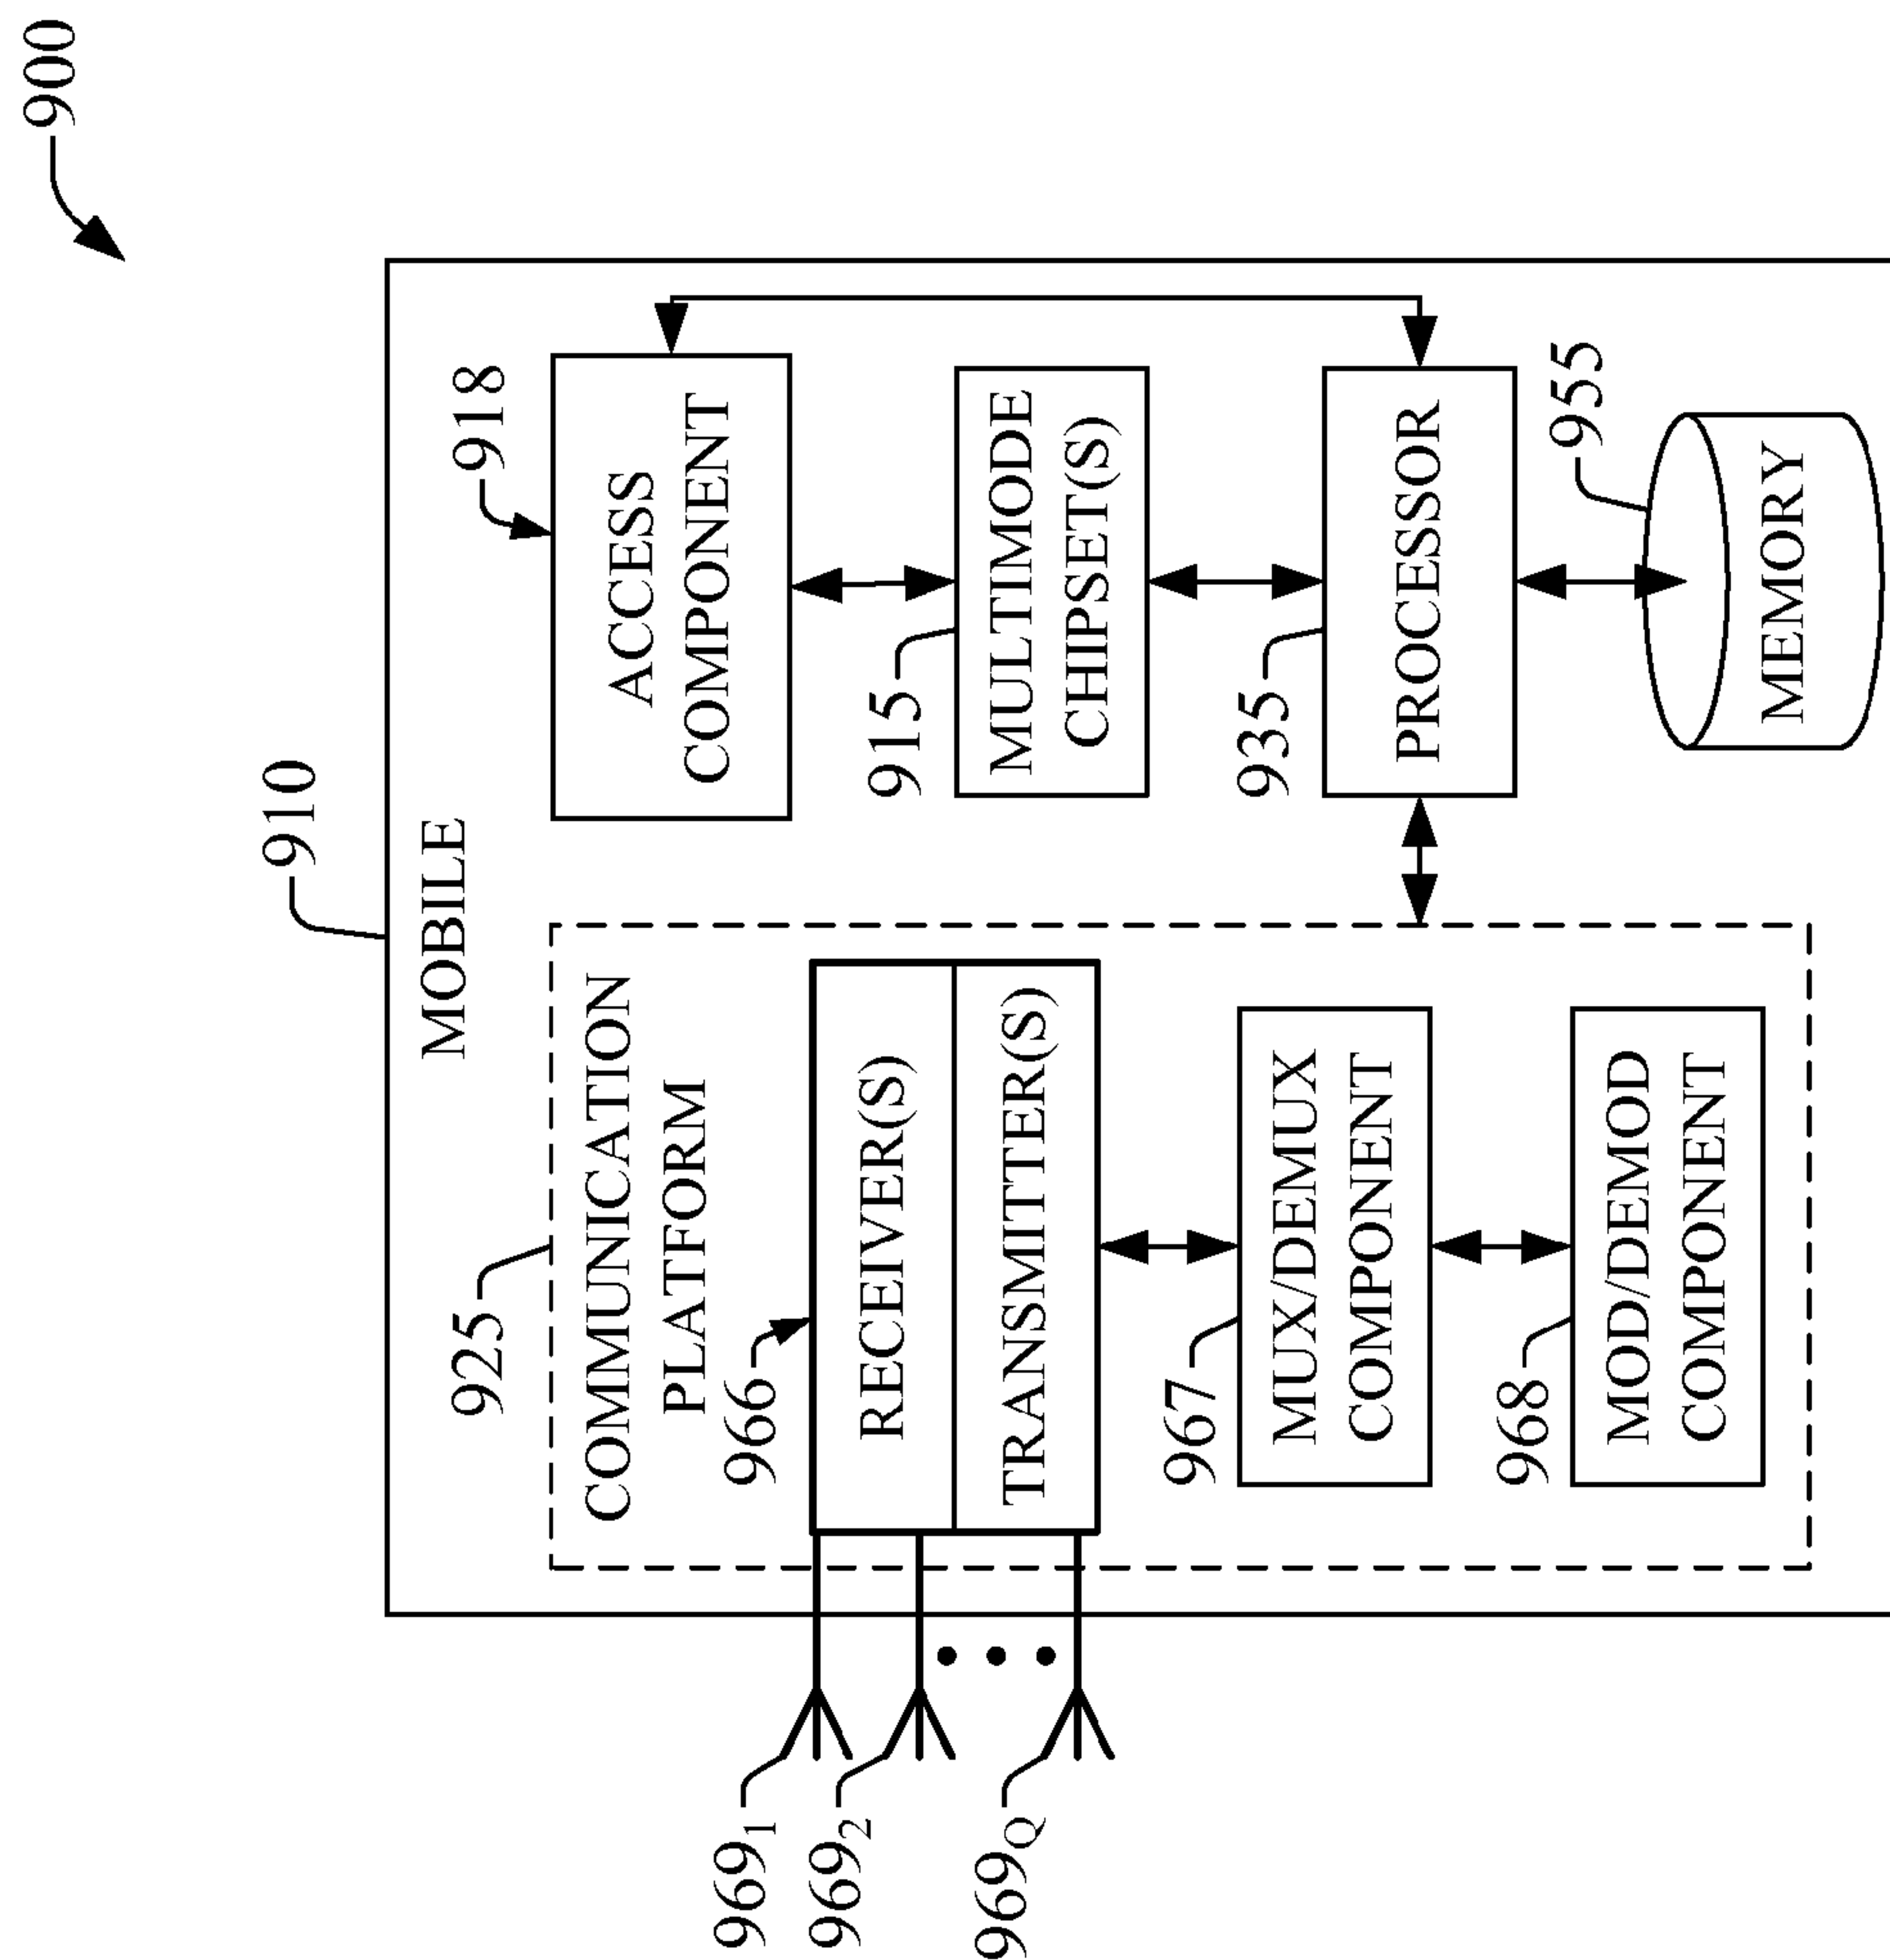 900
910
MOBILE
925
COMMUNICATION
PLATFORM
966
RECEIVER(S)
TRANSMITTER(S)
967
MUX/DEMUX
COMPONENT
968
MOD/DEMOD
COMPONENT
969₁
969₂
969Q
918
ACCESS
COMPONENT
915
MULTIMODE
CHIPSET(S)
935
PROCESSOR
955
MEMORY